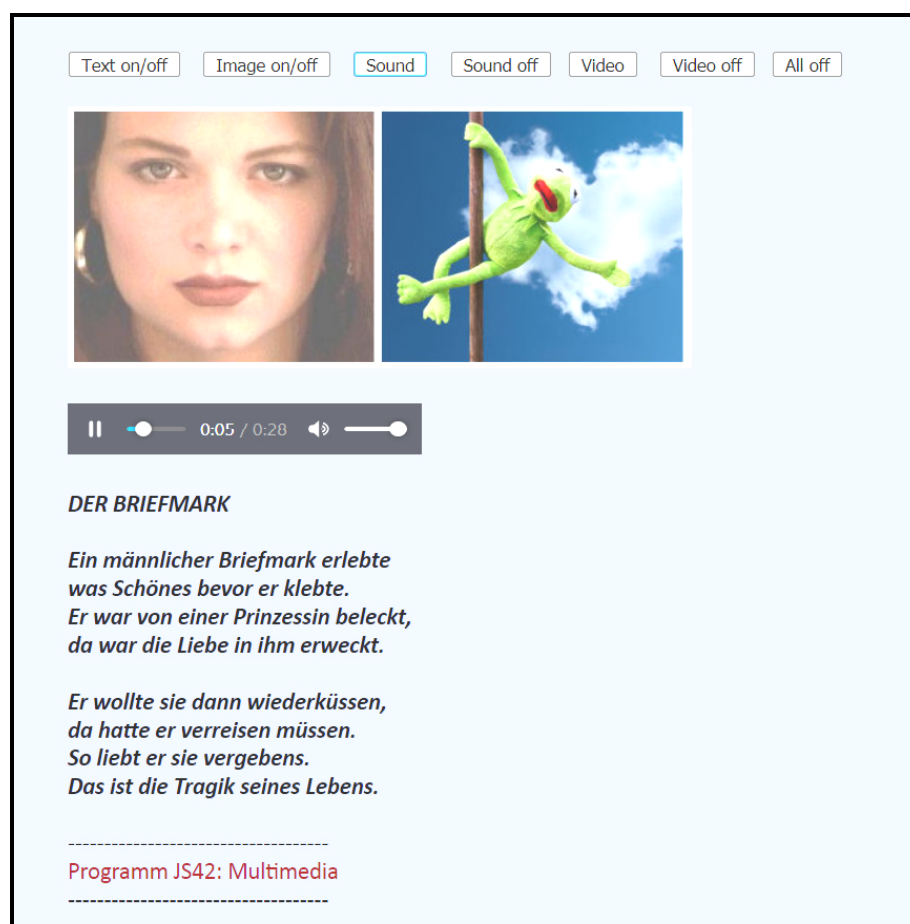 Text on/off Image on/off Sound Sound off Video Video off All off
0:05 / 0:28
DER BRIEFMARK
Ein männlicher Briefmark erlebte
was Schönes bevor er klebte.
Er war von einer Prinzessin beleckt,
da war die Liebe in ihm erweckt.
Er wollte sie dann wiederküssen,
da hatte er verreisen müssen.
So liebt er sie vergebens.
Das ist die Tragik seines Lebens.
------------------------------------
Programm JS42: Multimedia
------------------------------------